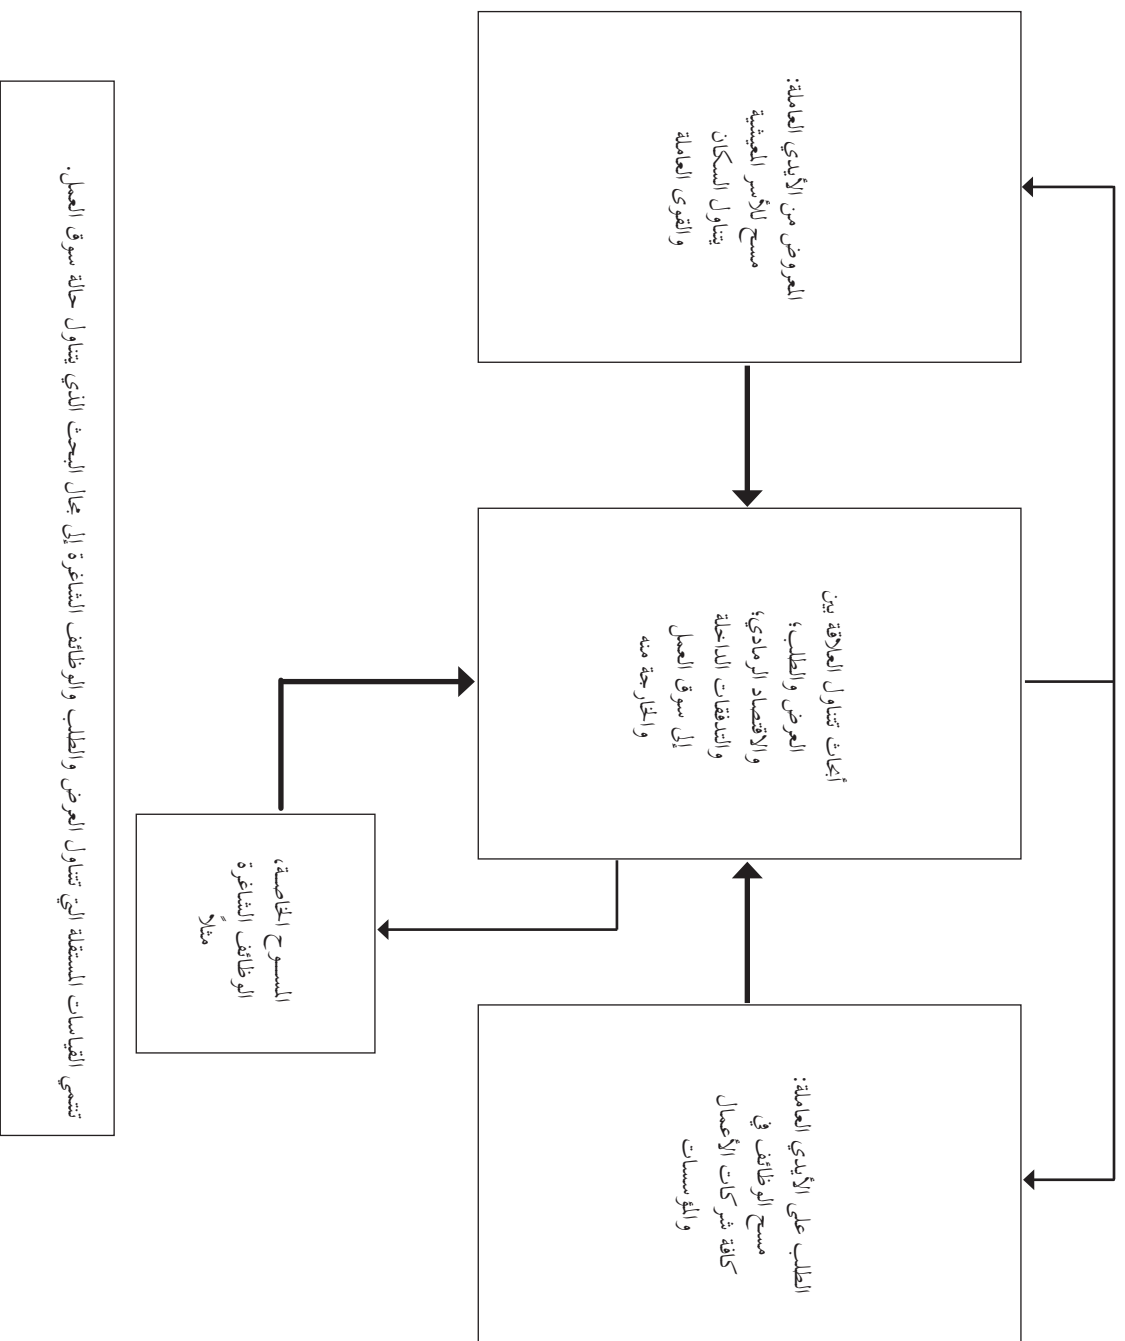 المعروض من الأيدي العاملة:
مسح للأسر المعيشية
يتناول السكان
والقوى العاملة
أبحاث تتناول العلاقة بين
العرض والطلب؛
والاقتصاد الرمادي؛
والتدفقات الداخلة
إلى سوق العمل
والخارجة منه
الطلب على الأيدي العاملة:
مسح الوظائف في
كافة شركات الأعمال
والمؤسسات
المسوح الخاصة،
الوظائف الشاغرة
مثلاً
تنتمي القياسات المستقلة التي تتناول العرض والطلب والوظائف الشاغرة إلى مجال البحث الذي يتناول حالة سوق العمل.